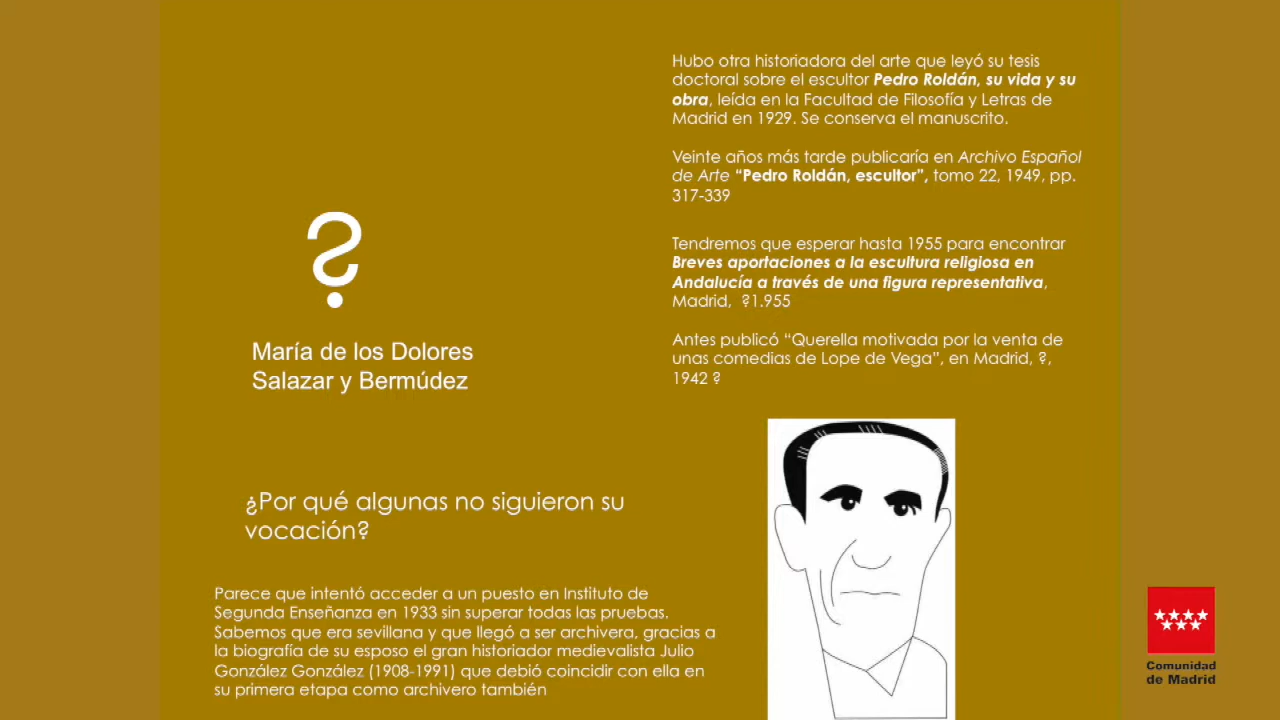 Hubo otra historiadora del arte que leyó su tesis
doctoral sobre el escultor Pedro Roldán, su vida y su
obra, leída en la Facultad de Filosofía y Letras de
Madrid en 1929. Se conserva el manuscrito.
Veinte años más tarde publicaría en Archivo Español
de Arte “Pedro Roldán, escultor”, tomo 22, 1949, pp.
317-339
Tendremos que esperar hasta 1955 para encontrar
Breves aportaciones a la escultura religiosa en
Andalucía a través de una figura representativa,
Madrid, ?1.955
Antes publicó “Querella motivada por la venta de
unas comedias de Lope de Vega”, en Madrid, ?,
1942 ?
?
María de los Dolores
Salazar y Bermúdez
¿Por qué algunas no siguieron su
vocación?
Parece que intentó acceder a un puesto en Instituto de
Segunda Enseñanza en 1933 sin superar todas las pruebas.
Sabemos que era sevillana y que llegó a ser archivera, gracias a
la biografía de su esposo el gran historiador medievalista Julio
González González (1908-1991) que debió coincidir con ella en
su primera etapa como archivero también
Comunidad
de Madrid